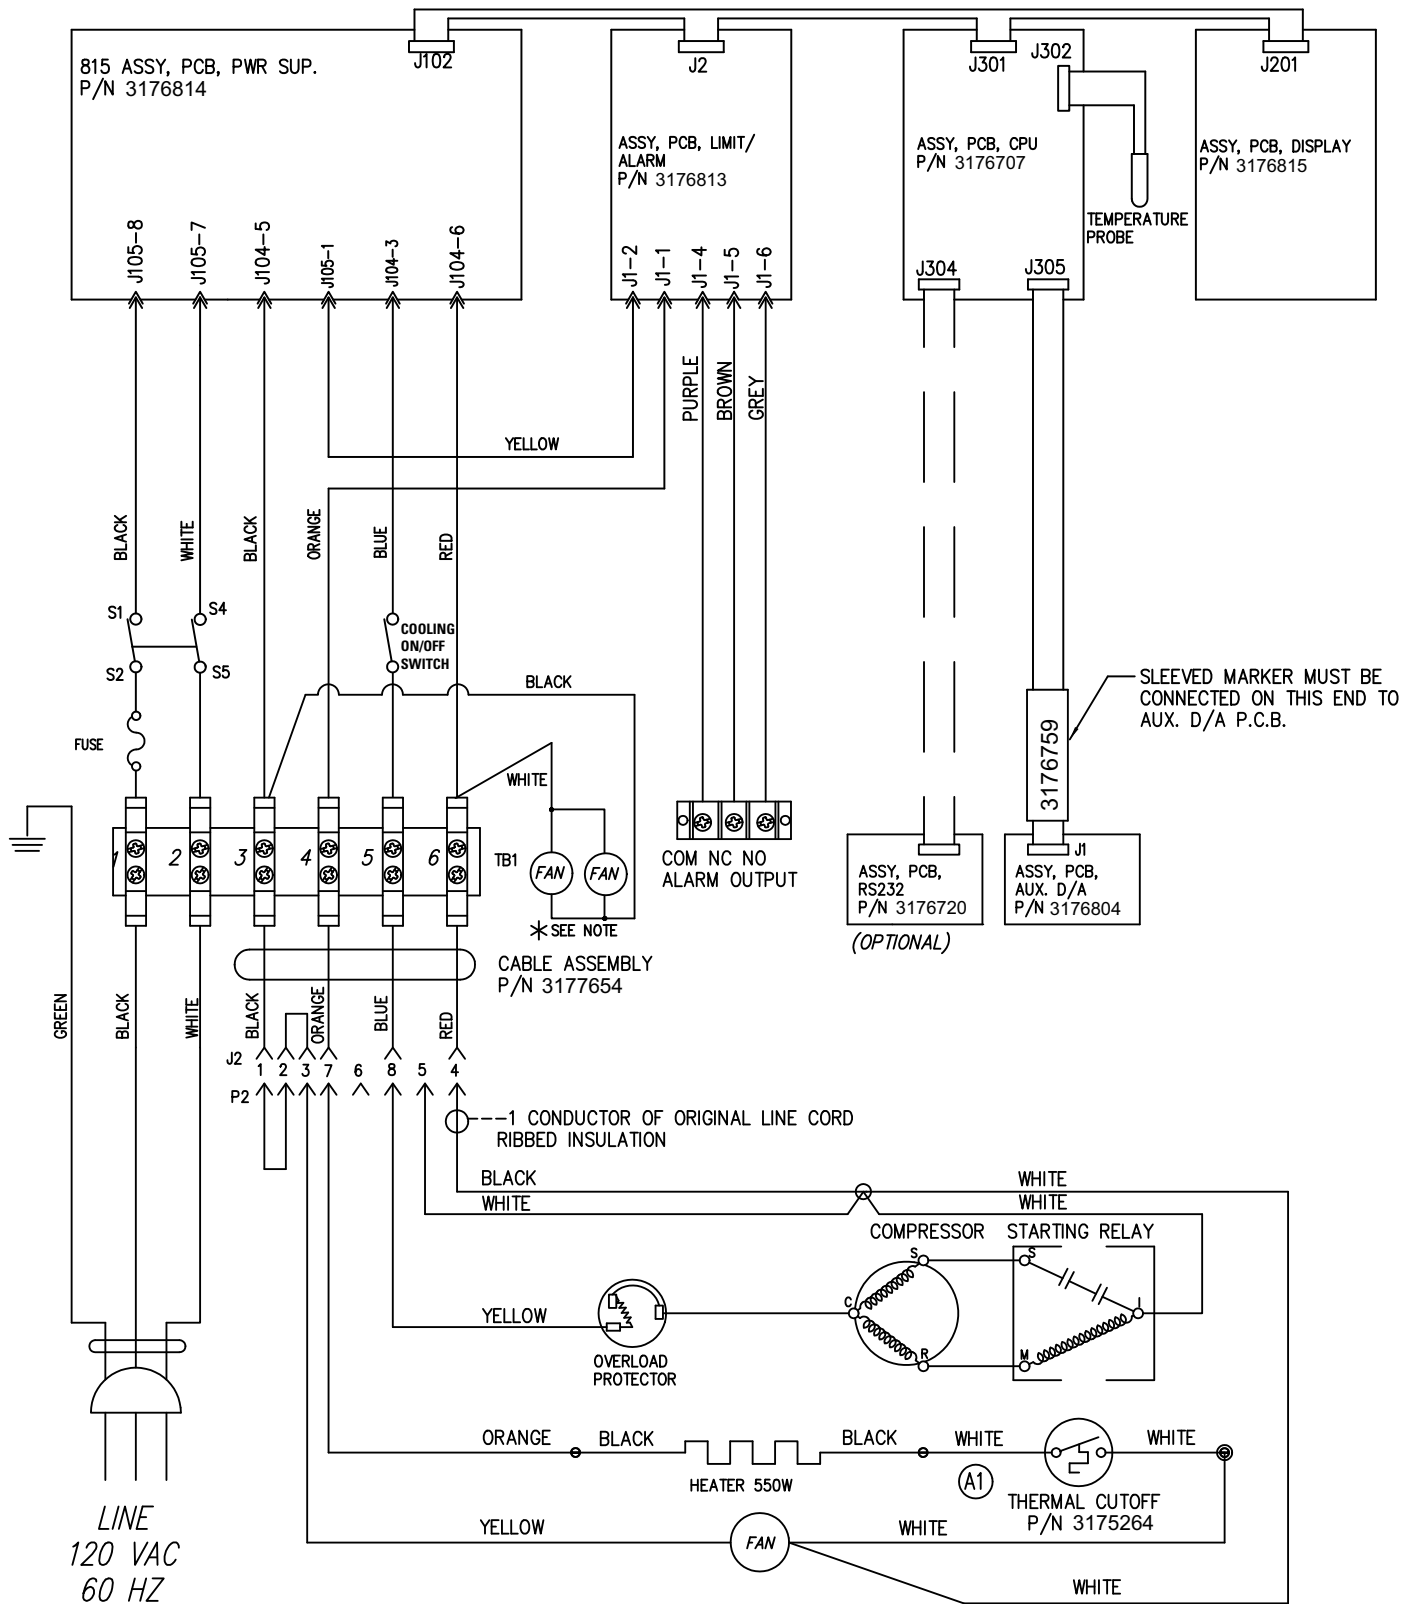 J102
J2
J301
J302
J201
815 ASSY, PCB, PWR SUP.
P/N 3176814
ASSY, PCB, LIMIT/
ALARM
P/N 3176813
ASSY, PCB, CPU
P/N 3176707
ASSY, PCB, DISPLAY
P/N 3176815
TEMPERATURE
PROBE
J105-8
J105-7
J104-5
J105-1
J104-3
J104-6
J1-2
J1-1
J1-4
J1-5
J1-6
J304
J305
PURPLE
BROWN
GREY
YELLOW
BLACK
WHITE
BLACK
ORANGE
BLUE
RED
S1
S4
S2
S5
COOLING
ON/OFF
SWITCH
BLACK
SLEEVED MARKER MUST BE
CONNECTED ON THIS END TO
AUX. D/A P.C.B.
3176759
FUSE
WHITE
1
2
3
4
5
6
TB1
FAN
FAN
* SEE NOTE
COM NC NO
ALARM OUTPUT
J1
ASSY, PCB,
RS232
P/N 3176720
(OPTIONAL)
ASSY, PCB,
AUX. D/A
P/N 3176804
CABLE ASSEMBLY
P/N 3177654
GREEN
BLACK
WHITE
BLACK
ORANGE
BLUE
RED
J2
1 2 3 7 6 8 5 4
P2
1 CONDUCTOR OF ORIGINAL LINE CORD
RIBBED INSULATION
BLACK
WHITE
WHITE
WHITE
COMPRESSOR
STARTING RELAY
S
S
C
I
R
M
YELLOW
OVERLOAD
PROTECTOR
ORANGE
BLACK
BLACK
WHITE
WHITE
HEATER 550W
A1
THERMAL CUTOFF
P/N 3175264
YELLOW
FAN
WHITE
WHITE
LINE
120 VAC
60 HZ